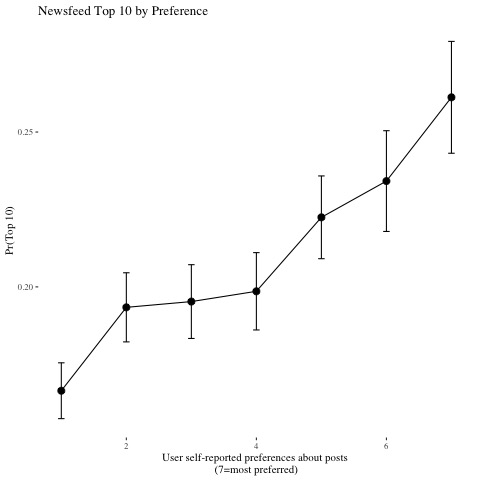 Newsfeed Top 10 by Preference
Pr(Top 10)
0.25
0.20
2 4 6
User self-reported preferences about posts
(7=most preferred)